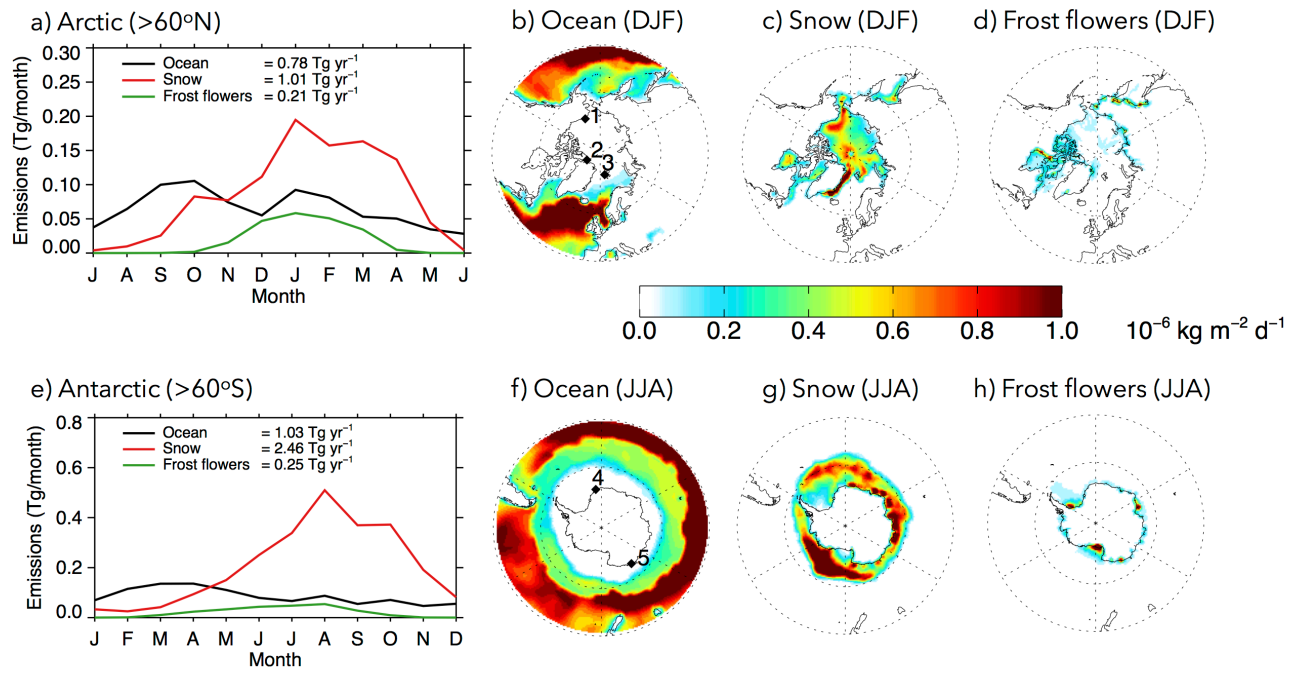 a) Arctic (>60°N)
b) Ocean (DJF)
c) Snow (DJF)
d) Frost flowers (DJF)
Emissions (Tg/month)
0.30
0.25
0.20
0.15
0.10
0.05
0.00
Ocean = 0.78 Tg yr⁻¹
Snow = 1.01 Tg yr⁻¹
Frost flowers = 0.21 Tg yr⁻¹
J A S O N D J F M A M J
Month
1
2
3
0.0 0.2 0.4 0.6 0.8 1.0 10⁻⁶ kg m⁻² d⁻¹
e) Antarctic (>60°S)
f) Ocean (JJA)
g) Snow (JJA)
h) Frost flowers (JJA)
Emissions (Tg/month)
0.8
0.6
0.4
0.2
0.0
Ocean = 1.03 Tg yr⁻¹
Snow = 2.46 Tg yr⁻¹
Frost flowers = 0.25 Tg yr⁻¹
J F M A M J J A S O N D
Month
4
5